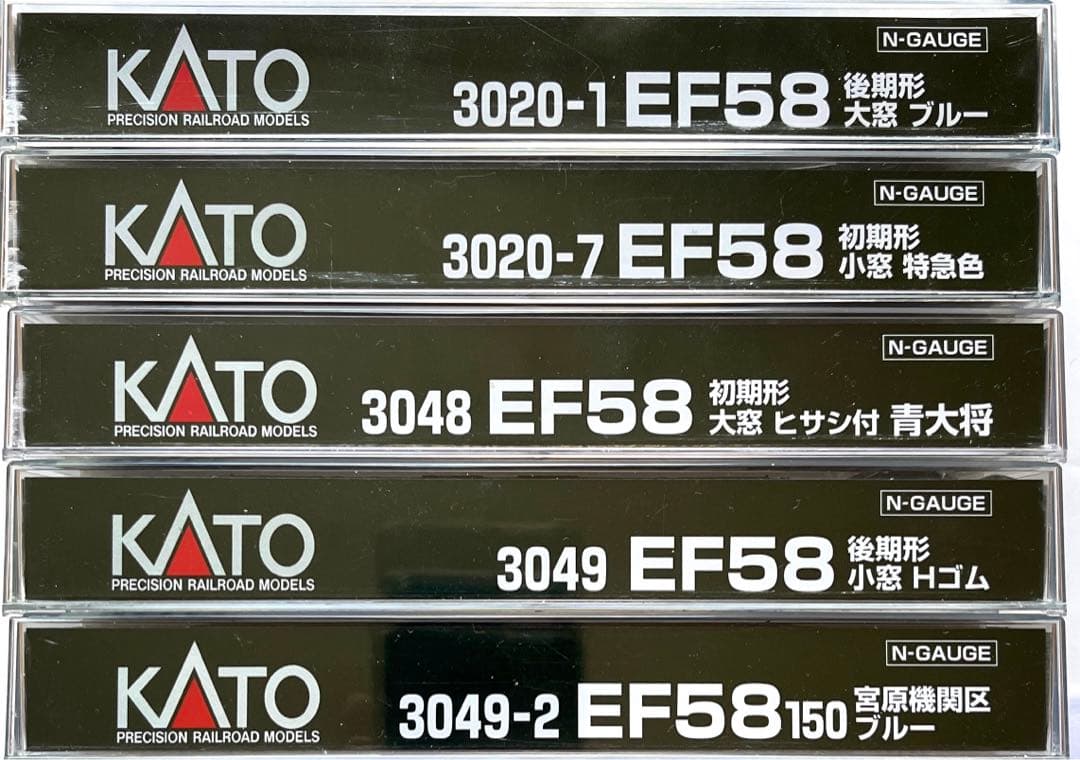 N-GAUGE
KATO
PRECISION RAILROAD MODELS
3020-1 EF58 後期形
大窓 ブルー
N-GAUGE
KATO
PRECISION RAILROAD MODELS
3020-7 EF58 初期形
小窓 特急色
N-GAUGE
KATO
PRECISION RAILROAD MODELS
3048 EF58 初期形
大窓 ヒサシ付 青大将
N-GAUGE
KATO
PRECISION RAILROAD MODELS
3049 EF58 後期形
小窓 Hゴム
N-GAUGE
KATO
PRECISION RAILROAD MODELS
3049-2 EF58 150 宮原機関区
ブルー